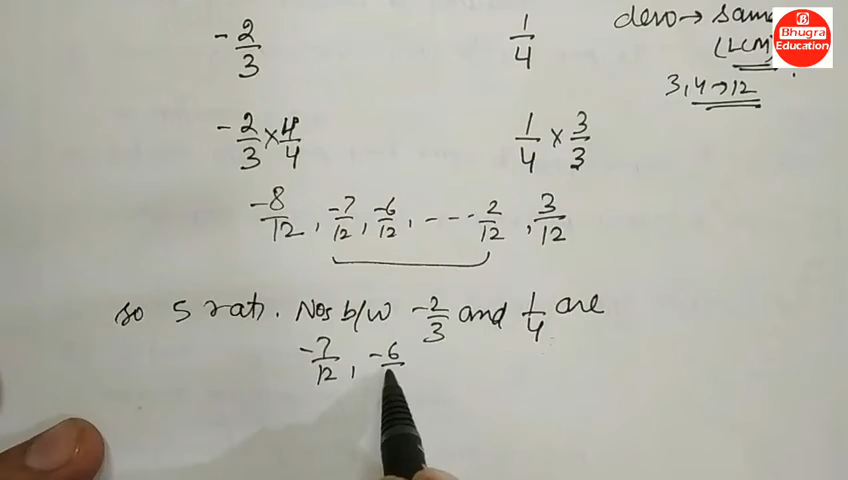 deno → same
(LCM)
3,4 → 12
-2/3 1/4
-2/3 × 4/4 1/4 × 3/3
-8/12, -7/12, -6/12, - - - 2/12, 3/12
so 5 rat. Nos b/w -2/3 and 1/4 are
-7/12, -6/
B
Bhugra
Education